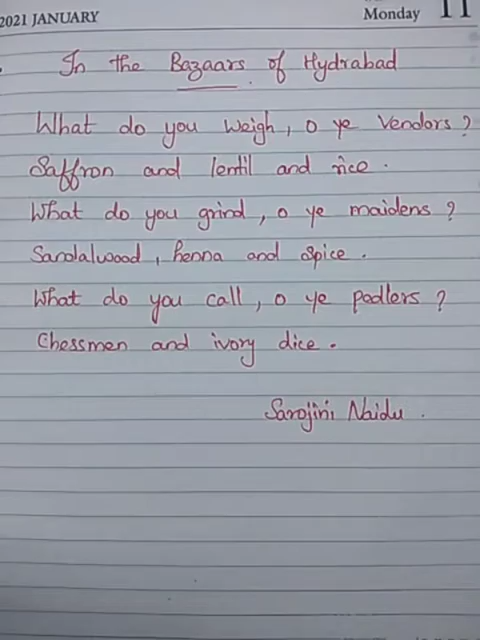 2021 JANUARY Monday 11
In the Bazaars of Hydrabad
What do you weigh, o ye vendors?
Saffron and lentil and rice.
What do you grind, o ye maidens?
Sandalwood, henna and spice.
What do you call, o ye pedlers?
Chessmen and ivory dice.
Sarojini Naidu.